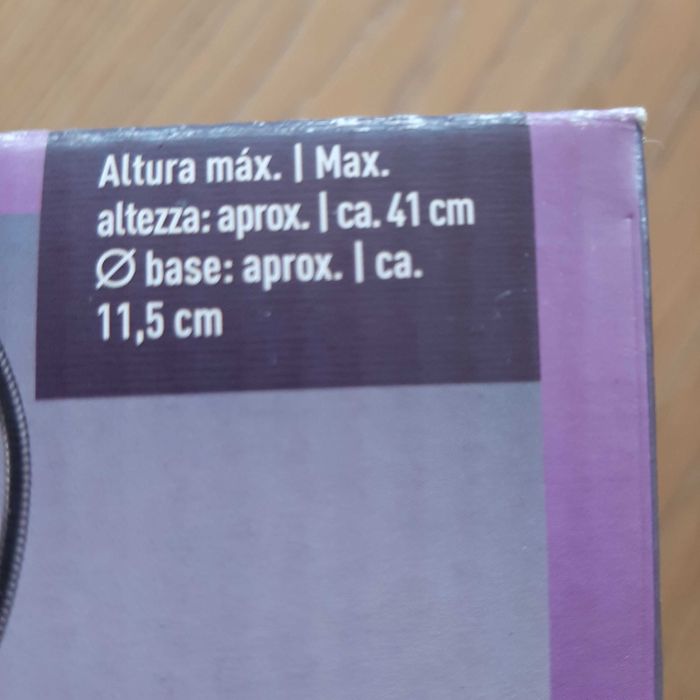 Altura máx. | Max.
altezza: aprox. | ca. 41 cm
Ø base: aprox. | ca.
11,5 cm